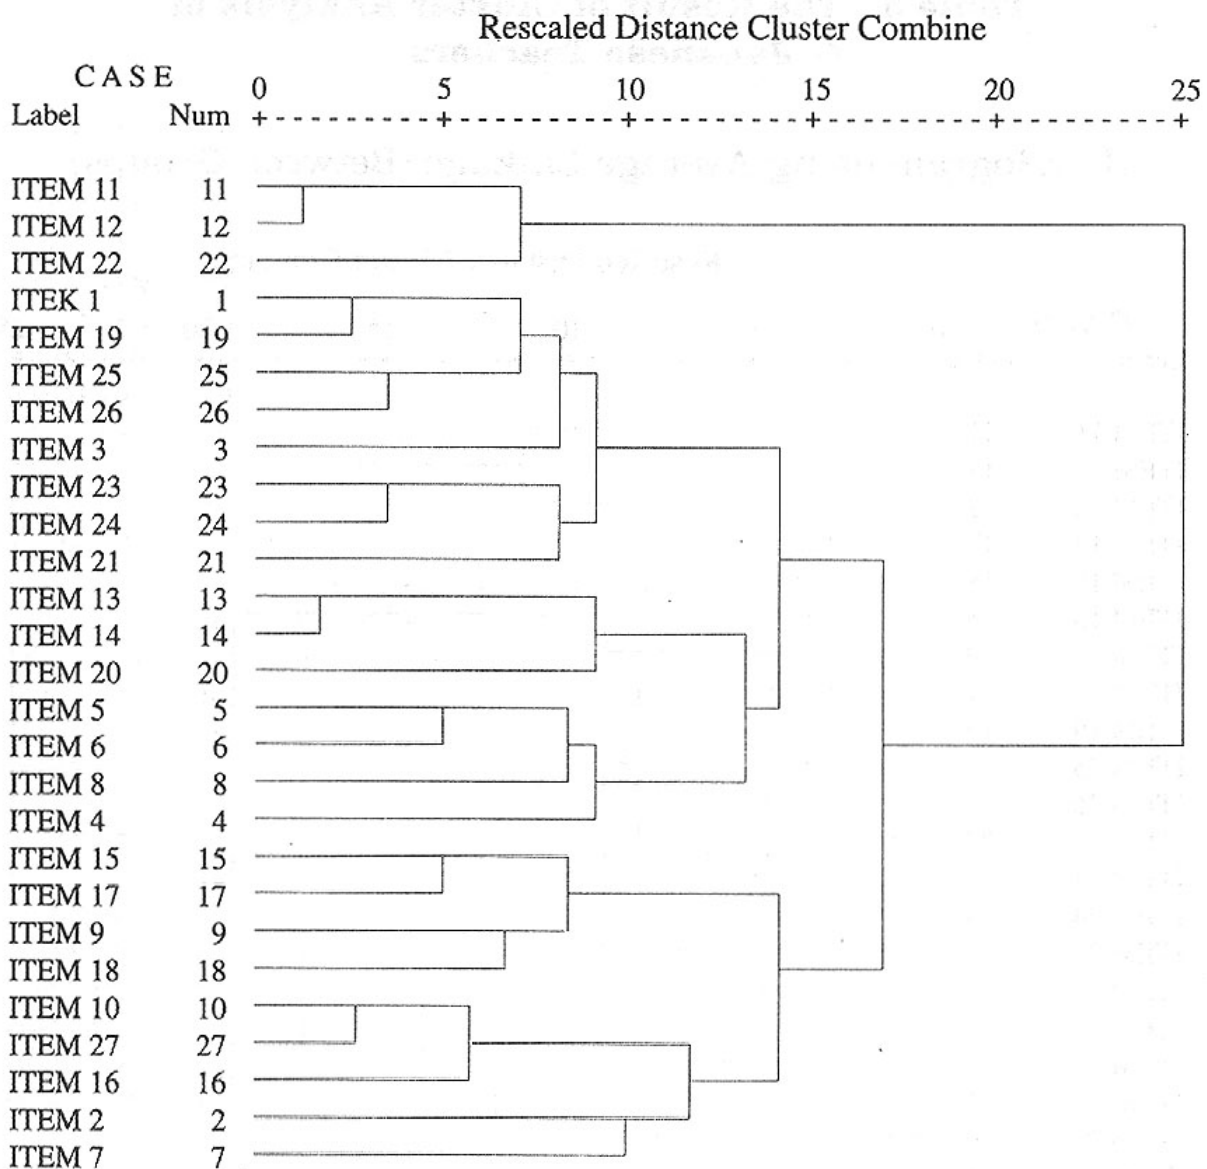 Rescaled Distance Cluster Combine
CASE 0 5 10 15 20 25
Label Num
ITEM 11 11
ITEM 12 12
ITEM 22 22
ITEK 1 1
ITEM 19 19
ITEM 25 25
ITEM 26 26
ITEM 3 3
ITEM 23 23
ITEM 24 24
ITEM 21 21
ITEM 13 13
ITEM 14 14
ITEM 20 20
ITEM 5 5
ITEM 6 6
ITEM 8 8
ITEM 4 4
ITEM 15 15
ITEM 17 17
ITEM 9 9
ITEM 18 18
ITEM 10 10
ITEM 27 27
ITEM 16 16
ITEM 2 2
ITEM 7 7